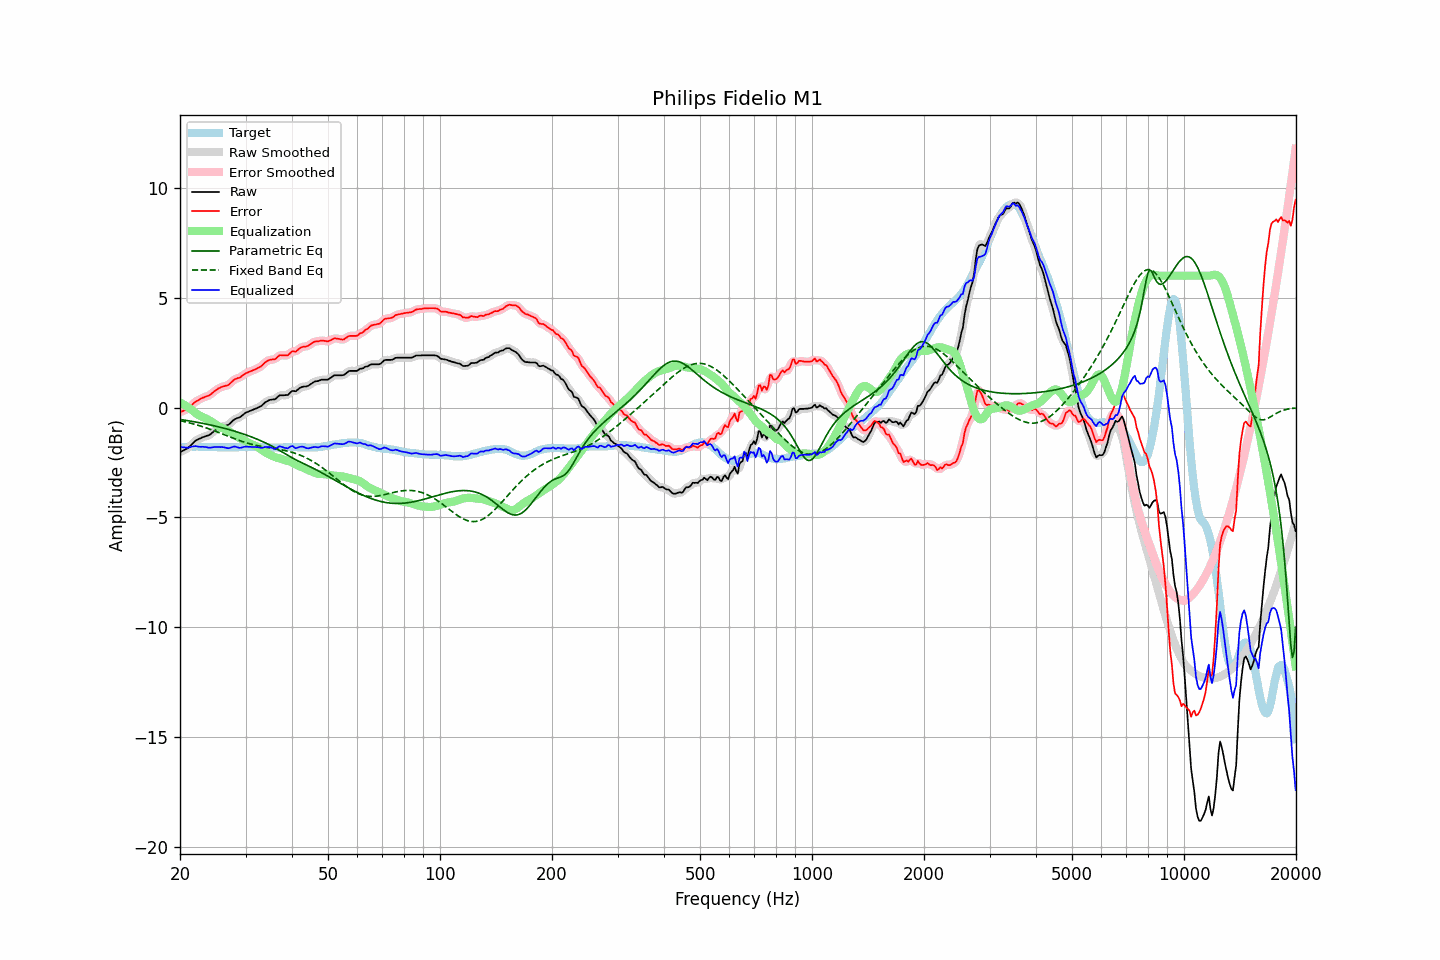 Philips Fidelio M1
Target
Raw Smoothed
Error Smoothed
Raw
Error
Equalization
Parametric Eq
Fixed Band Eq
Equalized
Amplitude (dBr)
10
5
0
−5
−10
−15
−20
20 50 100 200 500 1000 2000 5000 10000 20000
Frequency (Hz)